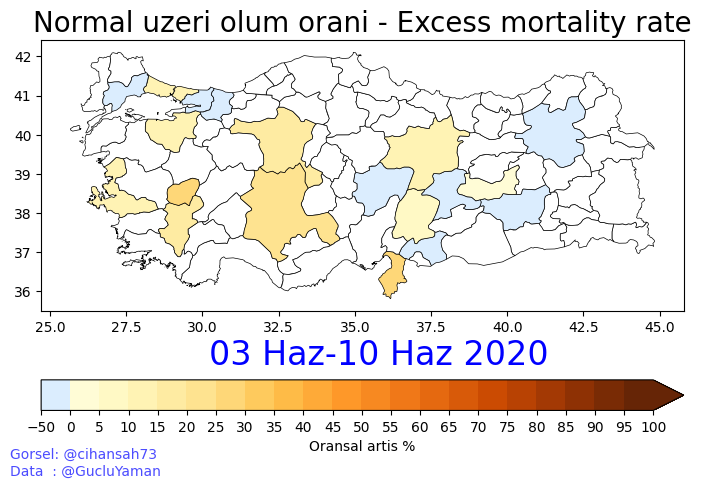 Normal uzeri olum orani - Excess mortality rate
42
41
40
39
38
37
36
25.0 27.5 30.0 32.5 35.0 37.5 40.0 42.5 45.0
03 Haz-10 Haz 2020
−50 0 5 10 15 20 25 30 35 40 45 50 55 60 65 70 75 80 85 90 95 100
Oransal artis %
Gorsel: @cihansah73
Data : @GucluYaman